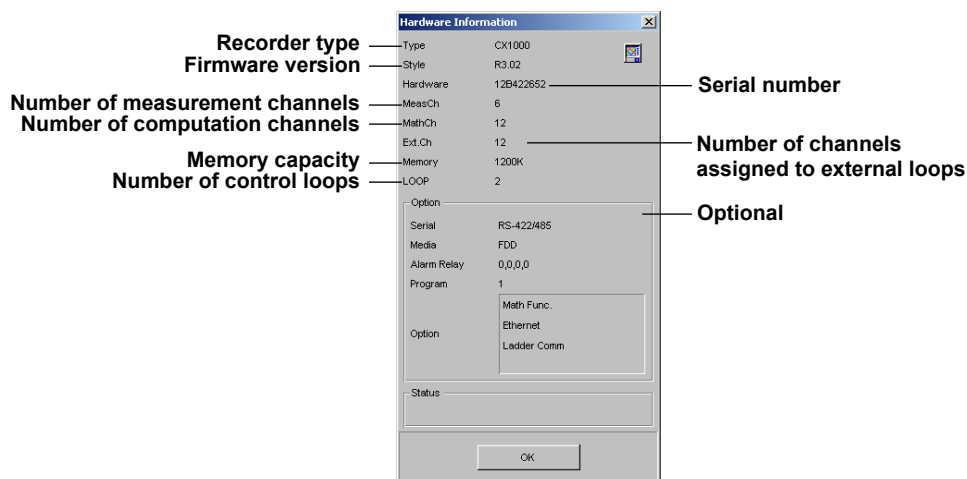 Hardware Information
Recorder type
Type CX1000
Firmware version
Style R3.02
Hardware 12B422652
Serial number
Number of measurement channels
MeasCh 6
Number of computation channels
MathCh 12
Ext.Ch 12
Number of channels
assigned to external loops
Memory capacity
Memory 1200K
Number of control loops
LOOP 2
Option
Optional
Serial RS-422/485
Media FDD
Alarm Relay 0,0,0,0
Program 1
Option
Math Func.
Ethernet
Ladder Comm
Status
OK